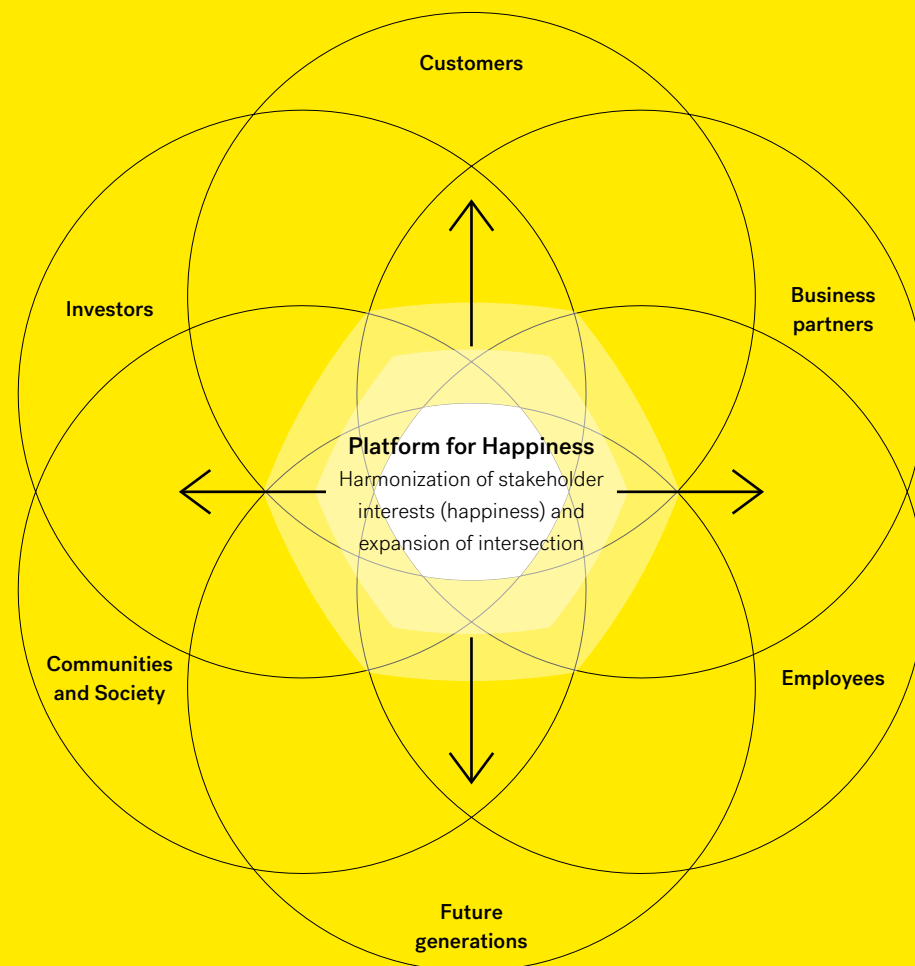 Customers
Investors
Business
partners
Platform for Happiness
Harmonization of stakeholder
interests (happiness) and
expansion of intersection
Communities
and Society
Employees
Future
generations